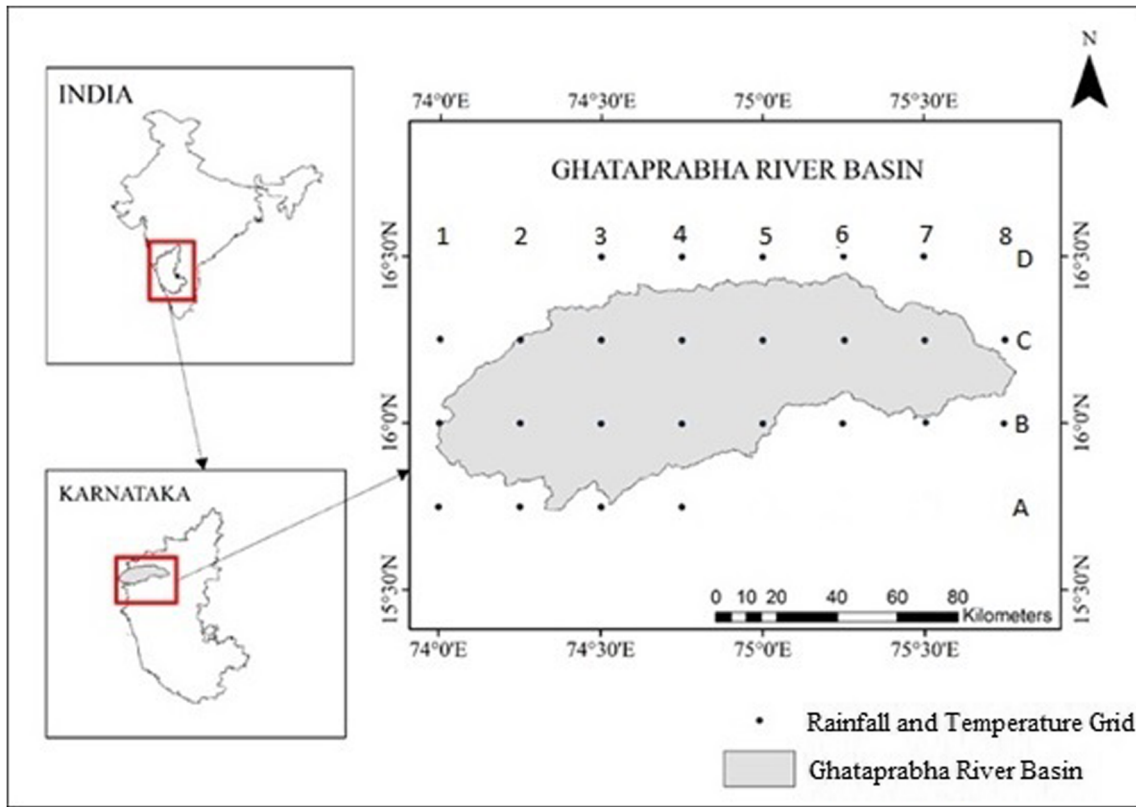 INDIA
KARNATAKA
N
74°0'E 74°30'E 75°0'E 75°30'E
GHATAPRABHA RIVER BASIN
1 2 3 4 5 6 7 8
16°30'N D 16°30'N
C
16°0'N B 16°0'N
A
15°30'N 15°30'N
0 10 20 40 60 80
Kilometers
74°0'E 74°30'E 75°0'E 75°30'E
Rainfall and Temperature Grid
Ghataprabha River Basin